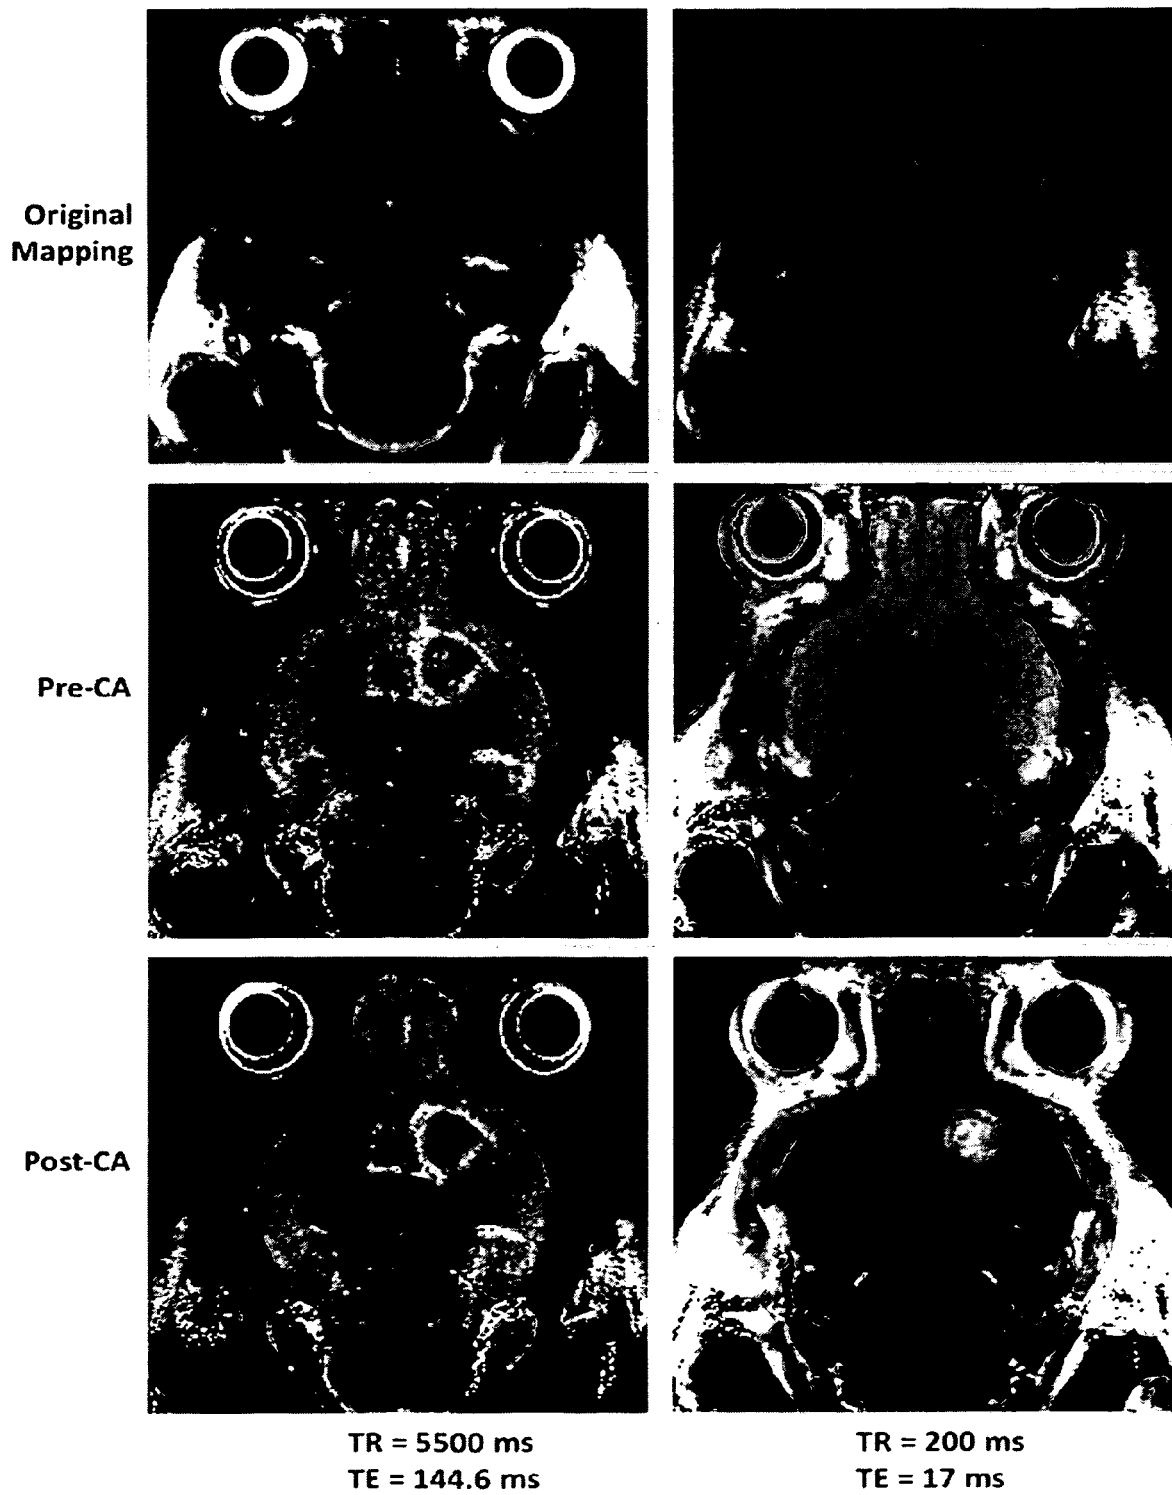 Original
Mapping
Pre-CA
Post-CA
TR = 5500 ms
TE = 144.6 ms
TR = 200 ms
TE = 17 ms